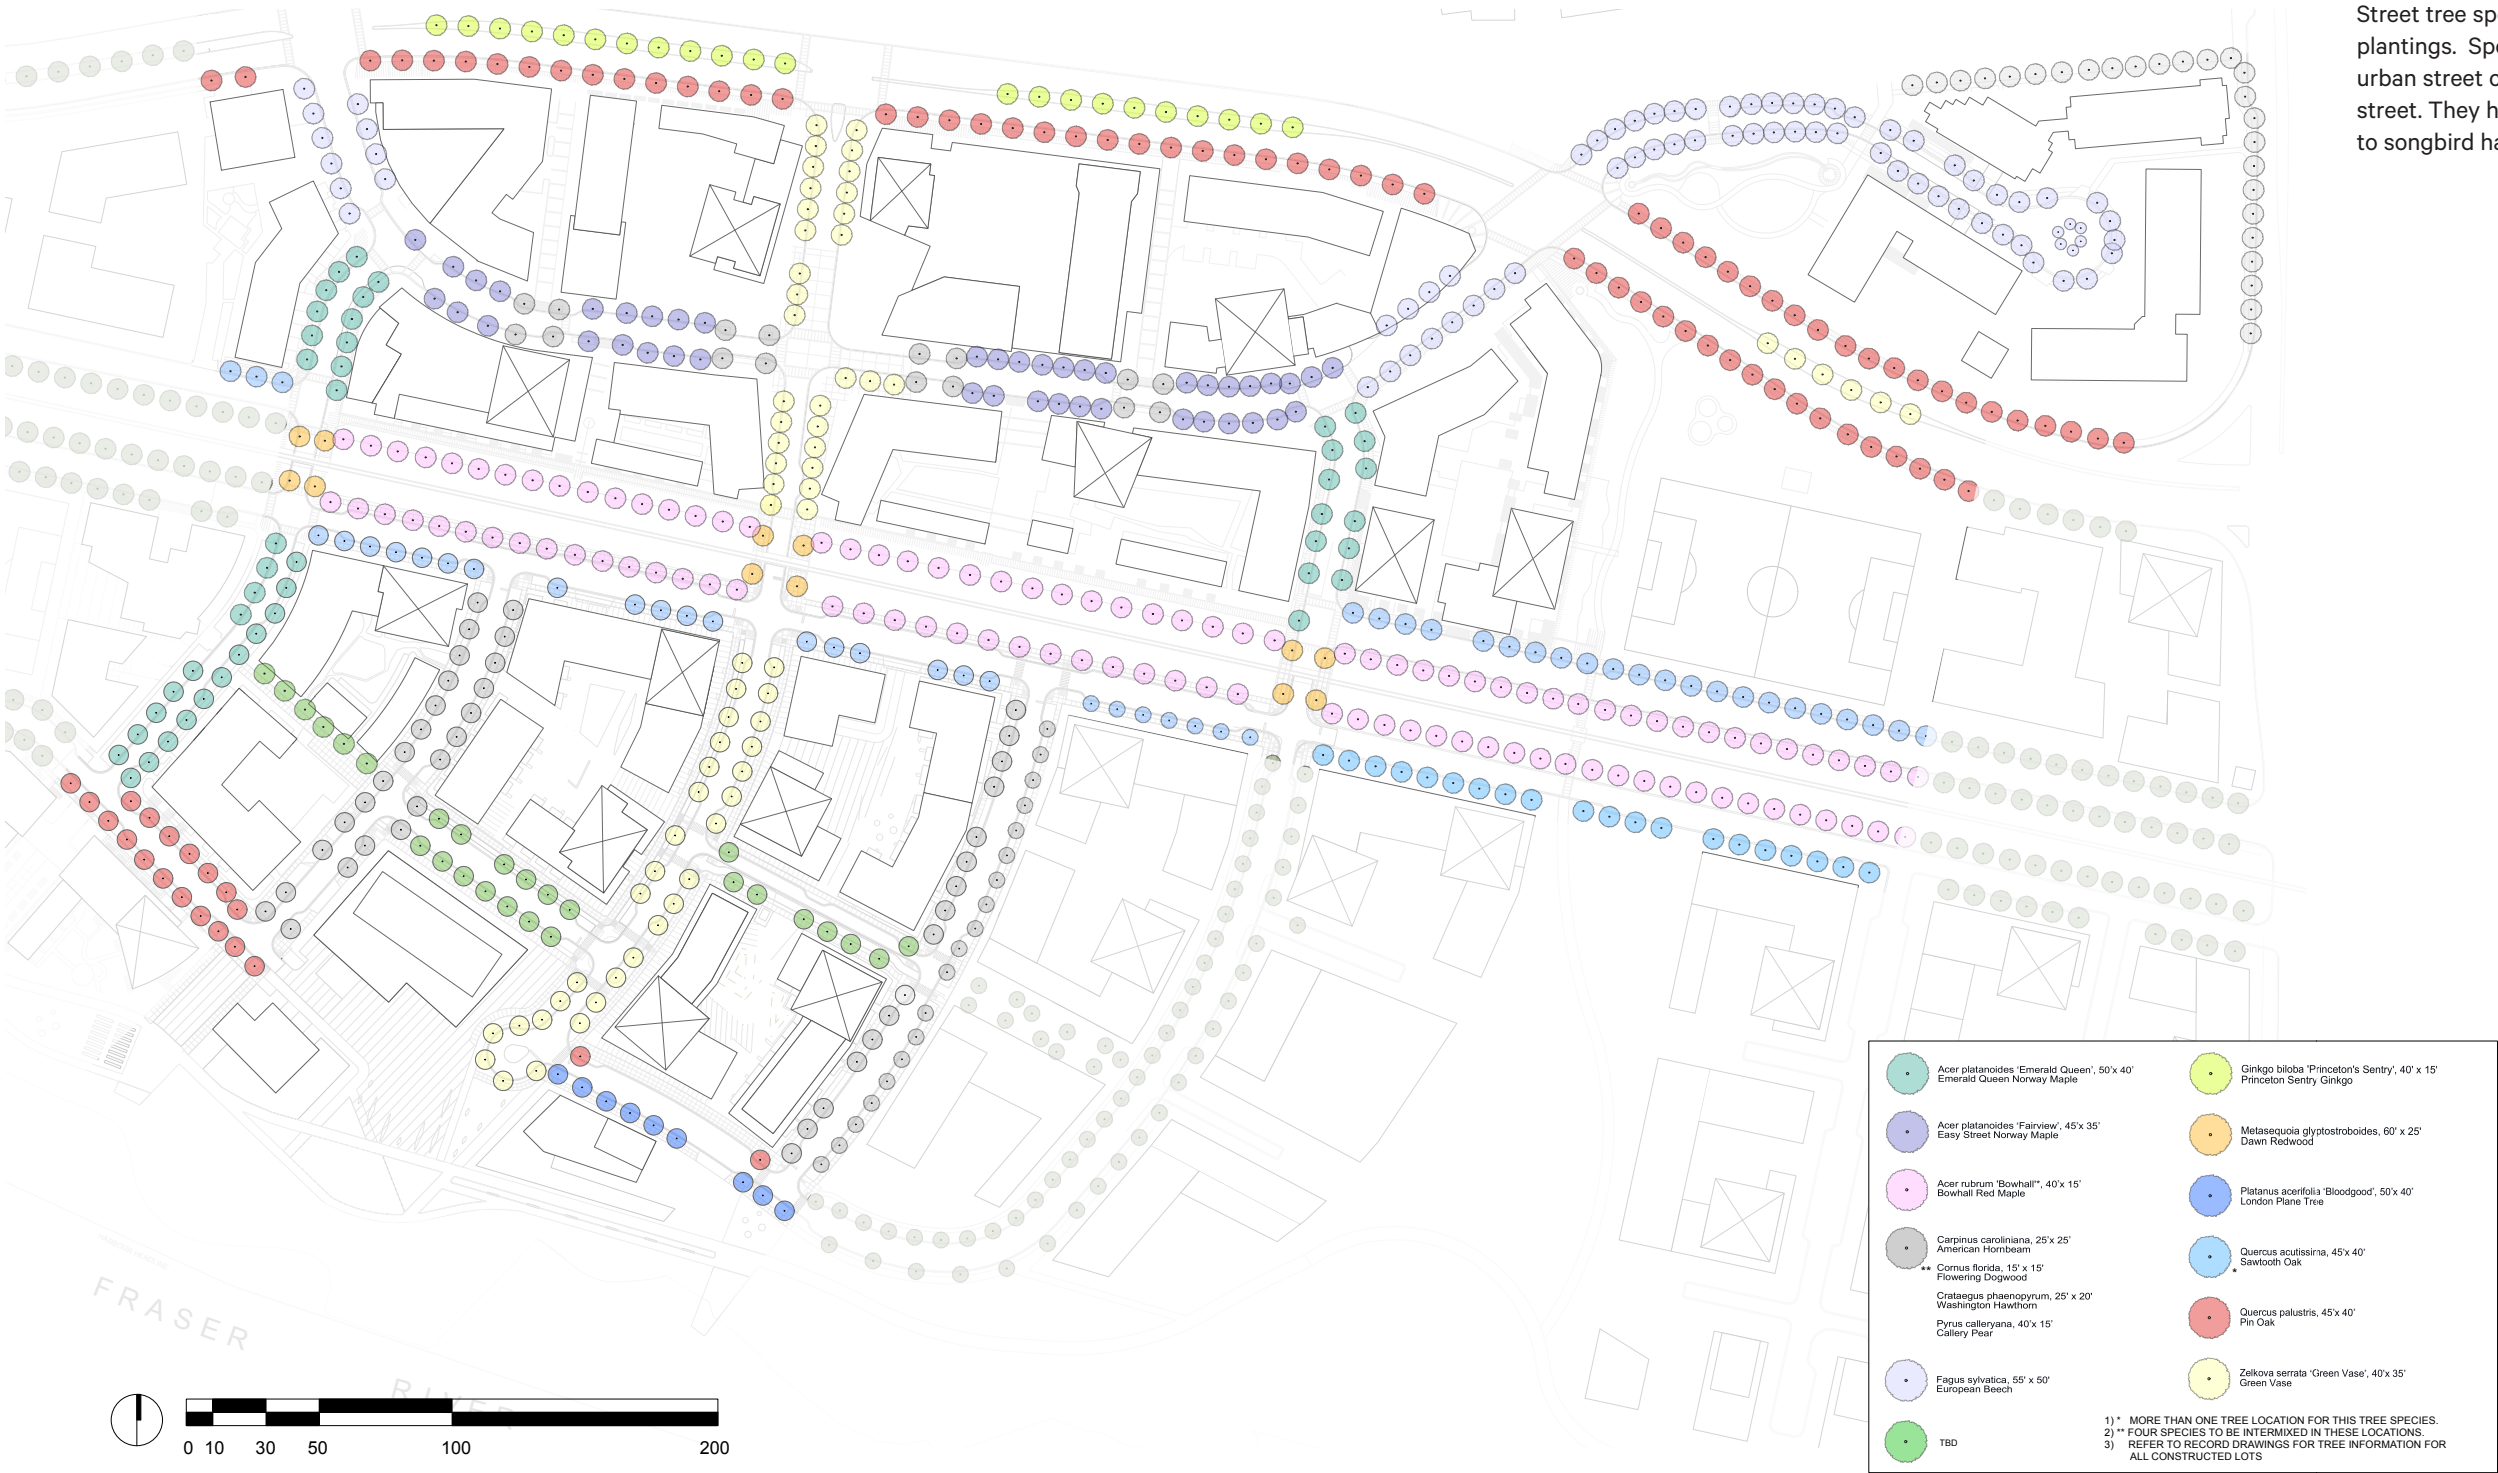 Street tree sp
plantings. Spe
urban street c
street. They h
to songbird ha
Acer platanoides ‘Emerald Queen’, 50'x 40'
Emerald Queen Norway Maple
Acer platanoides ‘Fairview’, 45'x 35'
Easy Street Norway Maple
Acer rubrum 'Bowhall'*, 40'x 15'
Bowhall Red Maple
Carpinus caroliniana, 25'x 25'
American Hornbeam
** Cornus florida, 15' x 15'
Flowering Dogwood
Crataegus phaenopyrum, 25' x 20'
Washington Hawthorn
Pyrus calleryana, 40'x 15'
Callery Pear
Fagus sylvatica, 55' x 50'
European Beech
TBD
Ginkgo biloba 'Princeton's Sentry', 40' x 15'
Princeton Sentry Ginkgo
Metasequoia glyptostroboides, 60' x 25'
Dawn Redwood
Platanus acerifolia ‘Bloodgood’, 50'x 40'
London Plane Tree
Quercus acutissima, 45'x 40'
Sawtooth Oak
*
Quercus palustris, 45'x 40'
Pin Oak
Zelkova serrata ‘Green Vase’, 40'x 35'
Green Vase
1) * MORE THAN ONE TREE LOCATION FOR THIS TREE SPECIES.
2) ** FOUR SPECIES TO BE INTERMIXED IN THESE LOCATIONS.
3) REFER TO RECORD DRAWINGS FOR TREE INFORMATION FOR
ALL CONSTRUCTED LOTS
FRASER
RIVER
0 10 30 50 100 200